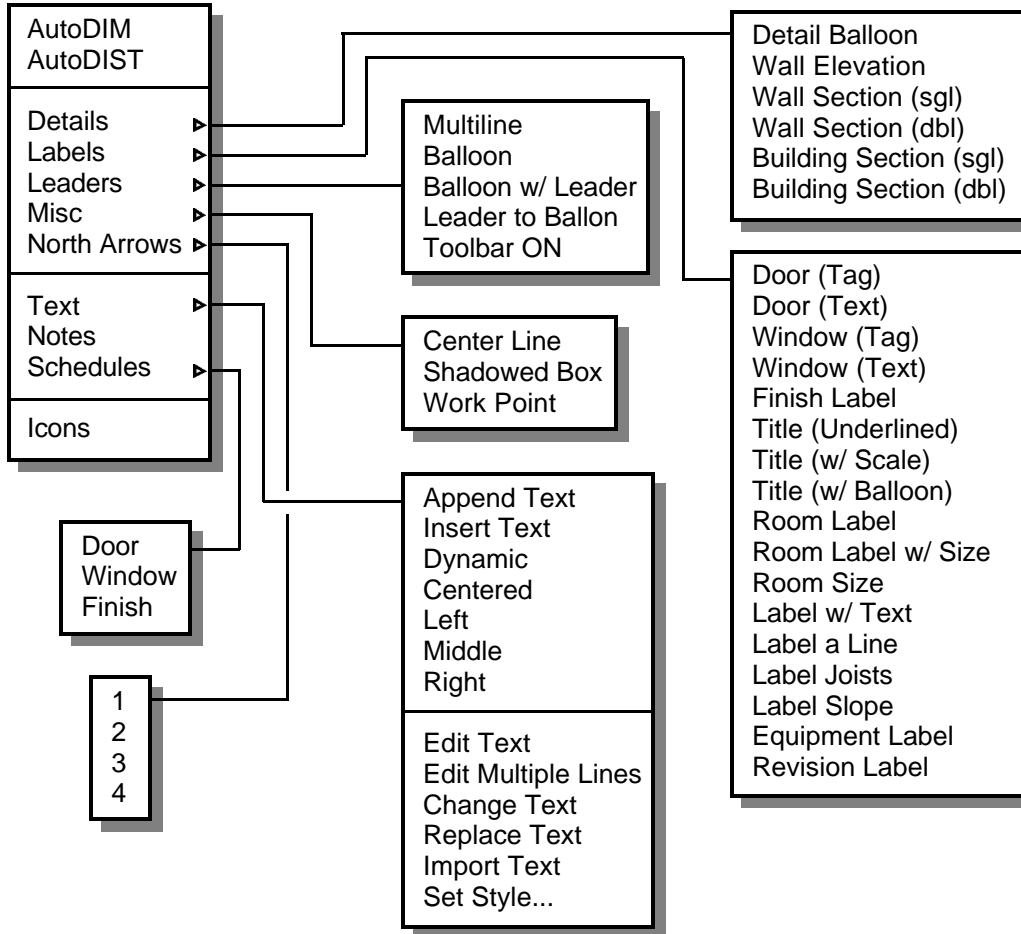 AutoDIM
AutoDIST
Details
Labels
Leaders
Misc
North Arrows
Text
Notes
Schedules
Icons
Multiline
Balloon
Balloon w/ Leader
Leader to Ballon
Toolbar ON
Center Line
Shadowed Box
Work Point
Append Text
Insert Text
Dynamic
Centered
Left
Middle
Right
Edit Text
Edit Multiple Lines
Change Text
Replace Text
Import Text
Set Style...
Door
Window
Finish
1
2
3
4
Detail Balloon
Wall Elevation
Wall Section (sgl)
Wall Section (dbl)
Building Section (sgl)
Building Section (dbl)
Door (Tag)
Door (Text)
Window (Tag)
Window (Text)
Finish Label
Title (Underlined)
Title (w/ Scale)
Title (w/ Balloon)
Room Label
Room Label w/ Size
Room Size
Label w/ Text
Label a Line
Label Joists
Label Slope
Equipment Label
Revision Label